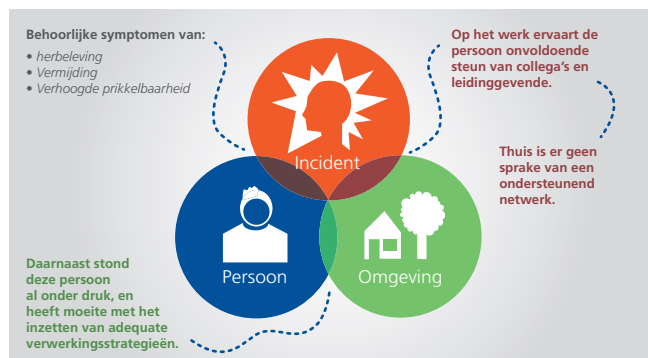 Behoorlijke symptomen van:
• herbeleving
• Vermijding
• Verhoogde prikkelbaarheid
Op het werk ervaart de
persoon onvoldoende
steun van collega's en
leidinggevende.
Incident
Thuis is er geen
sprake van een
ondersteunend
netwerk.
Persoon
Omgeving
Daarnaast stond
deze persoon
al onder druk, en
heeft moeite met het
inzetten van adequate
verwerkingsstrategieën.